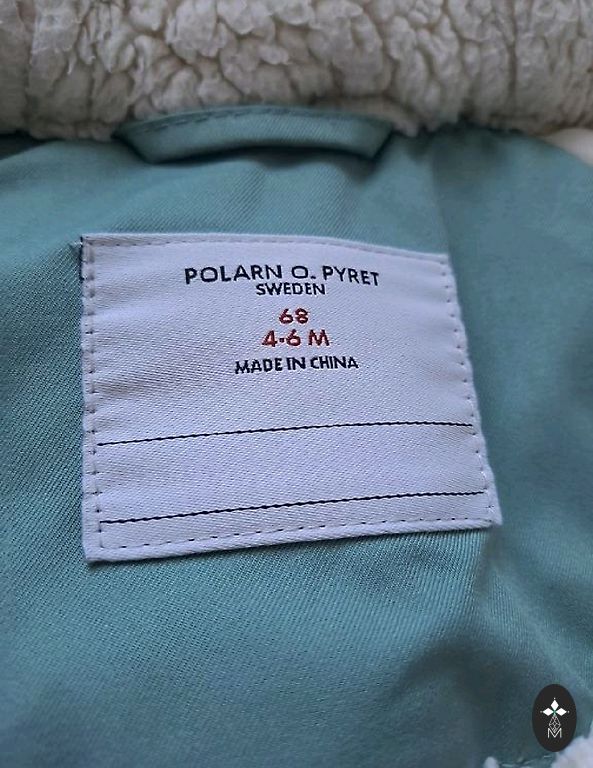 POLARN O. PYRET
SWEDEN
68
4-6 M
MADE IN CHINA
M